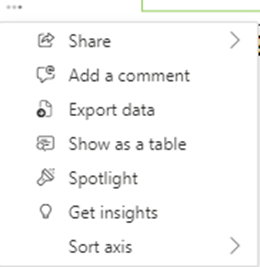 Share
Add a comment
Export data
Show as a table
Spotlight
Get insights
Sort axis